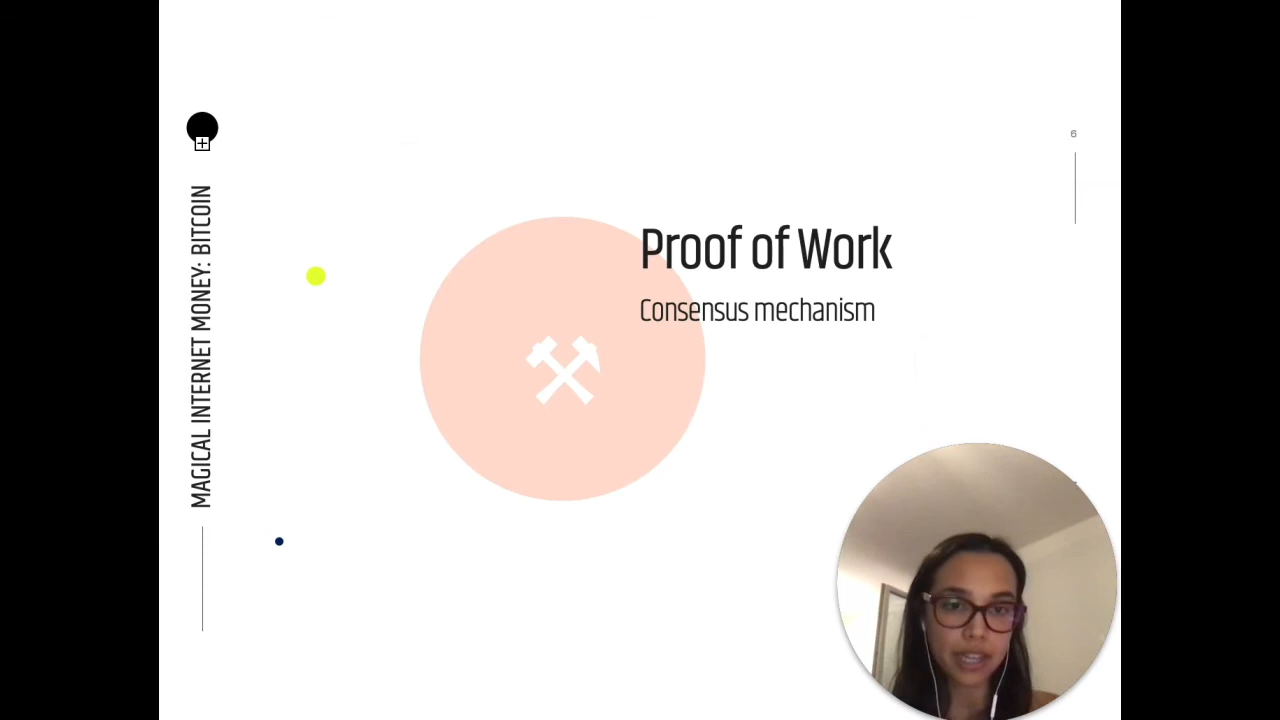 MAGICAL INTERNET MONEY: BITCOIN
6
Proof of Work
Consensus mechanism